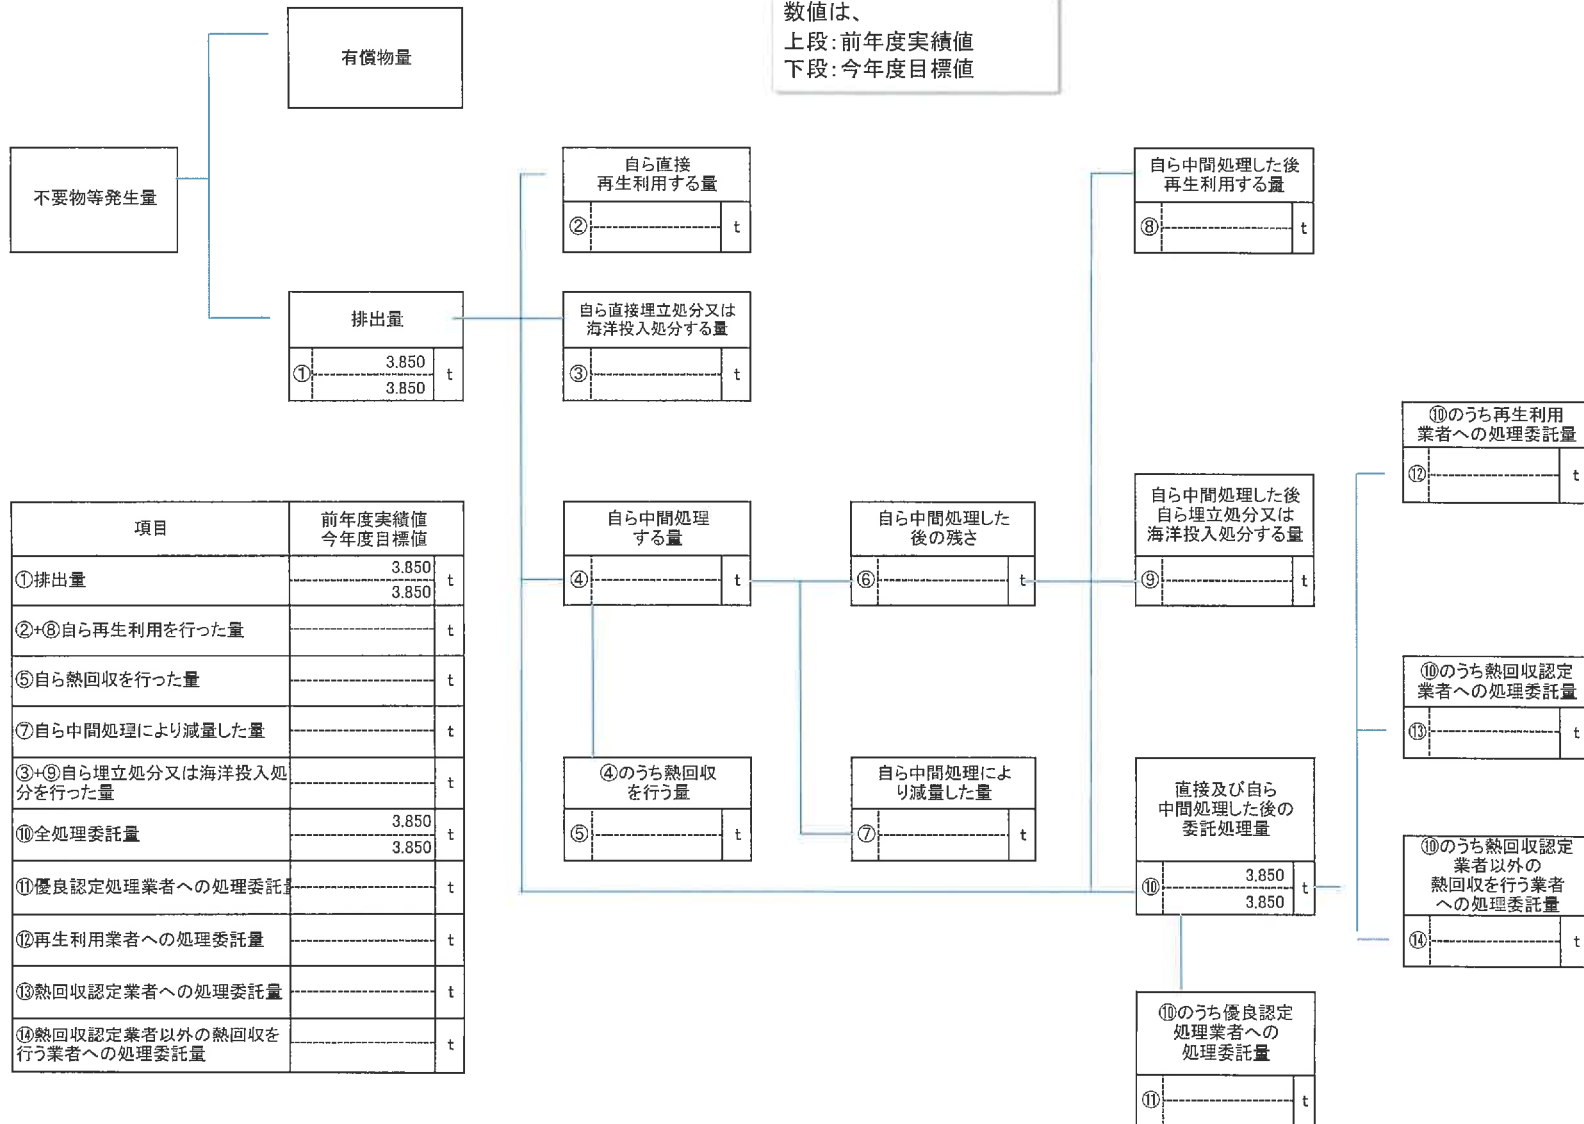 数値は、
上段:前年度実績値
下段:今年度目標値
有償物量
不要物等発生量
排出量
① 3.850 t
3.850
自ら直接
再生利用する量
② t
自ら直接埋立処分又は
海洋投入処分する量
③ t
自ら中間処理した後
再生利用する量
⑧ t
自ら中間処理
する量
④ t
自ら中間処理した
後の残さ
⑥ t
自ら中間処理した後
自ら埋立処分又は
海洋投入処分する量
⑨ t
④のうち熱回収
を行う量
⑤ t
自ら中間処理によ
り減量した量
⑦ t
直接及び自ら
中間処理した後の
委託処理量
⑩ 3.850 t
3.850
⑩のうち優良認定
処理業者への
処理委託量
⑪ t
⑩のうち再生利用
業者への処理委託量
⑫ t
⑩のうち熱回収認定
業者への処理委託量
⑬ t
⑩のうち熱回収認定
業者以外の
熱回収を行う業者
への処理委託量
⑭ t
項目 前年度実績値
今年度目標値
①排出量 3.850 t
3.850
②+⑧自ら再生利用を行った量 t
⑤自ら熱回収を行った量 t
⑦自ら中間処理により減量した量 t
③+⑨自ら埋立処分又は海洋投入処
分を行った量 t
⑩全処理委託量 3.850 t
3.850
⑪優良認定処理業者への処理委託 t
⑫再生利用業者への処理委託量 t
⑬熱回収認定業者への処理委託量 t
⑭熱回収認定業者以外の熱回収を
行う業者への処理委託量 t